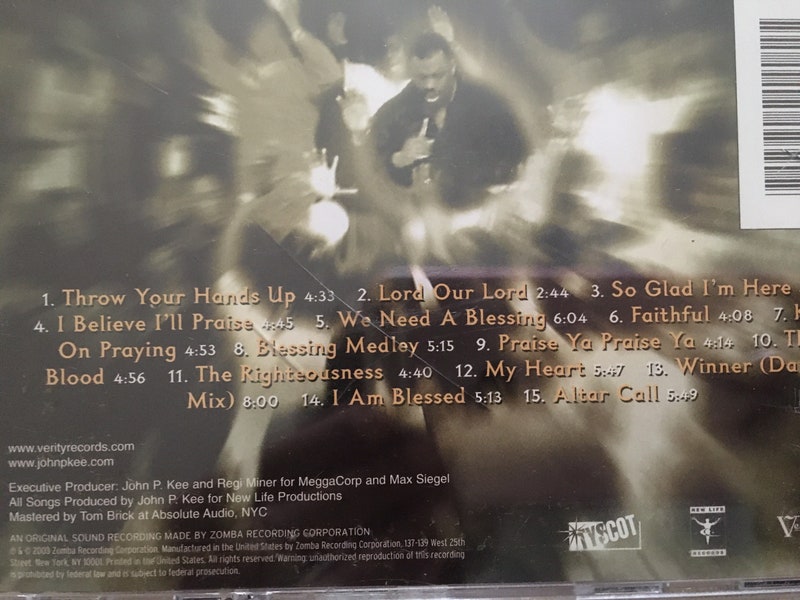 1. Throw Your Hands Up 4:33 2. Lord Our Lord 2:44 3. So Glad I'm Here
4. I Believe I'll Praise 4:45 5. We Need A Blessing 6:04 6. Faithful 4:08 7.
On Praying 4:53 8. Blessing Medley 5:15 9. Praise Ya Praise Ya 4:14 10.
Blood 4:56 11. The Righteousness 4:40 12. My Heart 5:47 13. Winner
Mix) 8:00 14. I Am Blessed 5:13 15. Altar Call 5:49
www.verityrecords.com
www.johnpkee.com
Executive Producer: John P. Kee and Regi Miner for MeggaCorp and Max Siegel
All Songs Produced by John P. Kee for New Life Productions
Mastered by Tom Brick at Absolute Audio, NYC
AN ORIGINAL SOUND RECORDING MADE BY ZOMBA RECORDING CORPORATION
℗ & © 2000 Zomba Recording Corporation. Manufactured in the United States by Zomba Recording Corporation, 137-139 West 25th
Street, New York, NY 10001. Printed in the United States. All rights reserved. Warning: unauthorized reproduction of this recording
is prohibited by federal law and is subject to federal prosecution.
TYSCOT
NEW LIFE
RECORDS